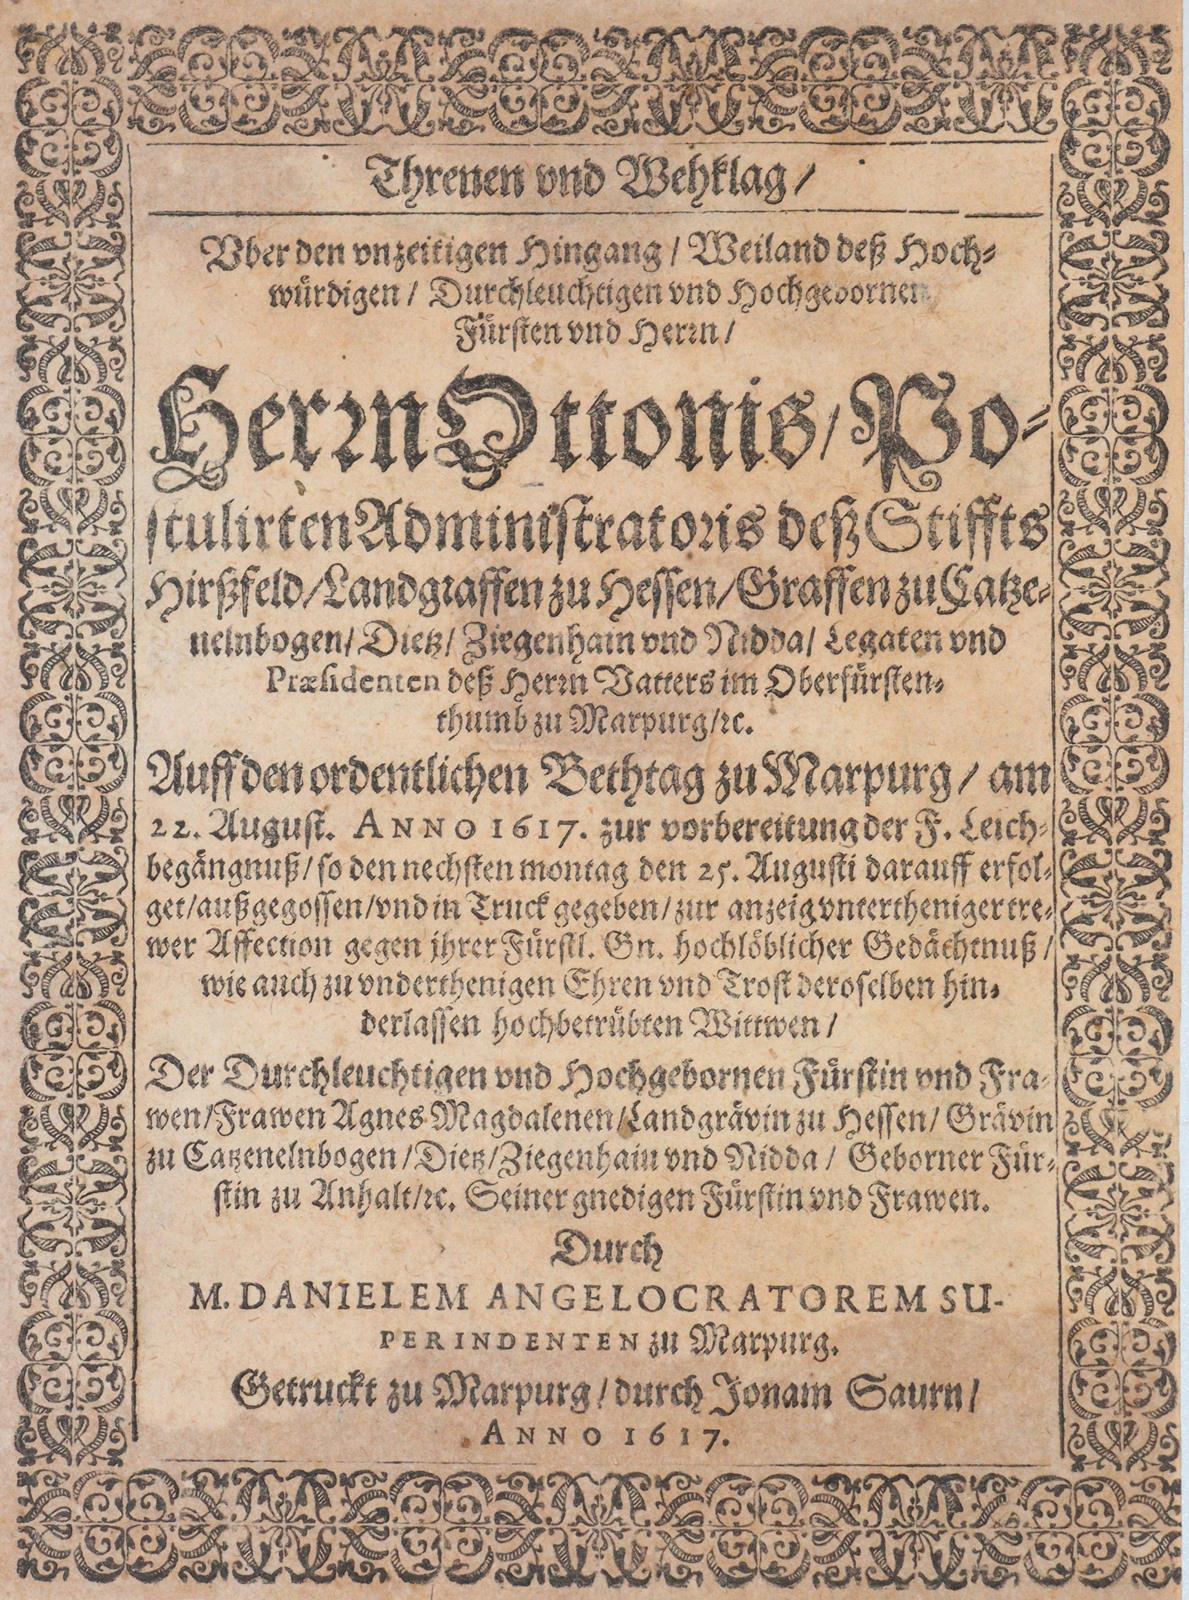 Threnen vnd Wehklag /
Vber den vnzeitigen Hingang / Weiland deß Hoch-
würdigen / Durchleuchtigen vnd Hochgebornen
Fürsten vnd Herrn /
Herrn Ottonis / Po-
stulirten Administratoris deß Stiffts
Hirßfeld / Landgraffen zu Hessen / Graffen zu Catze-
nelnbogen / Dietz / Ziegenhain vnd Nidda / Legaten vnd
Præsidenten deß Herrn Vatters im Oberfürsten-
thumb zu Marpurg / ꝛc.
Auff den ordentlichen Bethtag zu Marpurg / am
22. August. ANNO 1617. zur vorbereitung der F. Leich-
begängnuß / so den nechsten montag den 25. Augusti darauff erfol-
get / außgegossen / vnd in Truck gegeben / zur anzeig vntertheniger tre-
wer Affection gegen jhrer Fürstl. Gn. hochlöblicher Gedächtnuß /
wie auch zu vnderthenigen Ehren vnd Trost deroselben hin-
derlassen hochbetrübten Wittwen /
Der Durchleuchtigen vnd Hochgebornen Fürstin vnd Fra-
wen / Frawen Agnes Magdalenen / Landgrävin zu Hessen / Grävin
zu Catzenelnbogen / Dietz / Ziegenhain vnd Nidda / Geborner Für-
stin zu Anhalt / ꝛc. Seiner gnedigen Fürstin vnd Frawen.
Durch
M. DANIELEM ANGELOCRATOREM SU-
PERINDENTEN zu Marpurg.
Getruckt zu Marpurg / durch Jonam Saurn /
ANNO 1617.